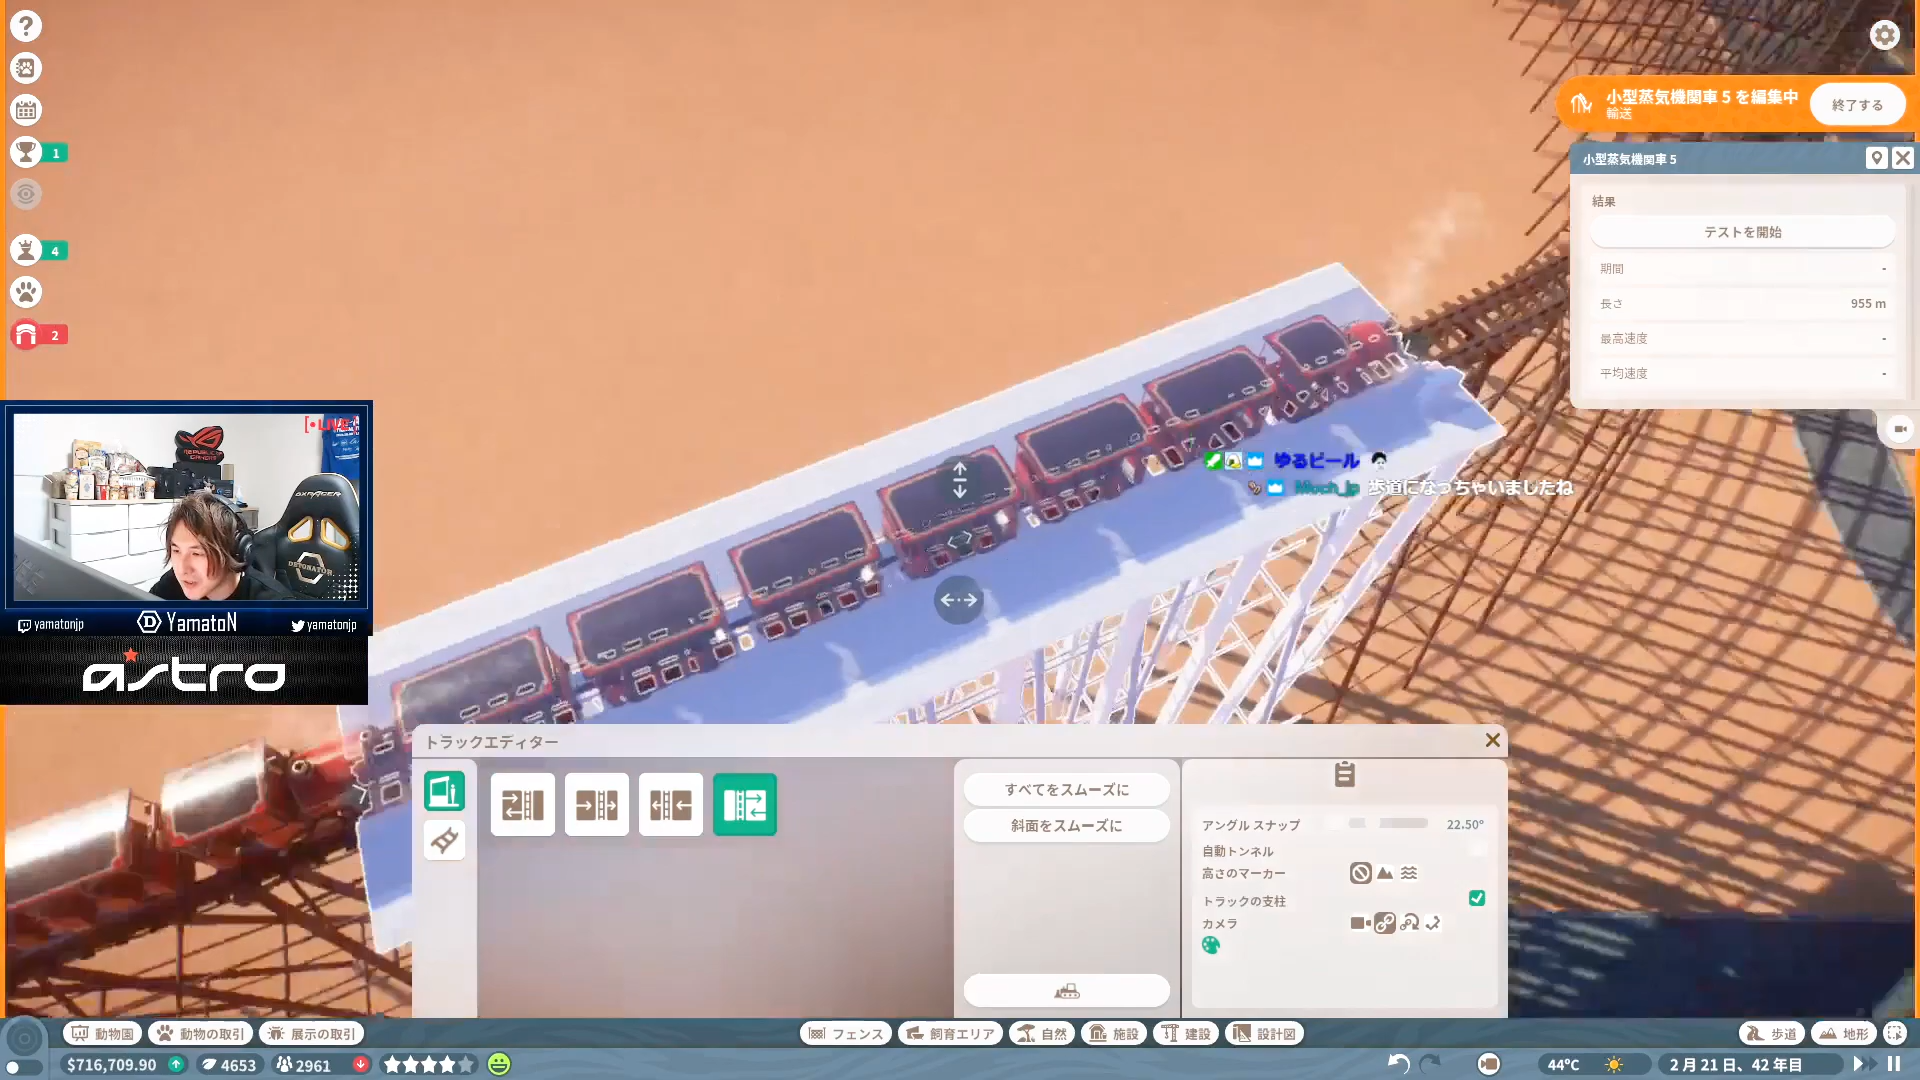 小型蒸気機関車 5 を編集中
輸送
終了する
小型蒸気機関車 5
結果
テストを開始
期間
-
長さ
955 m
最高速度
-
平均速度
-
1
4
2
[•LIVE]
REPUBLIC OF GAMERS
AKRACER
DETONATOR
yamatonjp
YamatoN
yamatonjp
astro
ゆるビール
Moch_jp 歩道になっちゃいましたね
トラックエディター
すべてをスムーズに
斜面をスムーズに
アングル スナップ
22.50°
自動トンネル
高さのマーカー
トラックの支柱
カメラ
動物園
動物の取引
展示の取引
フェンス
飼育エリア
自然
施設
建設
設計図
歩道
地形
$716,709.90
4653
2961
44°C
2 月 21 日、42 年目